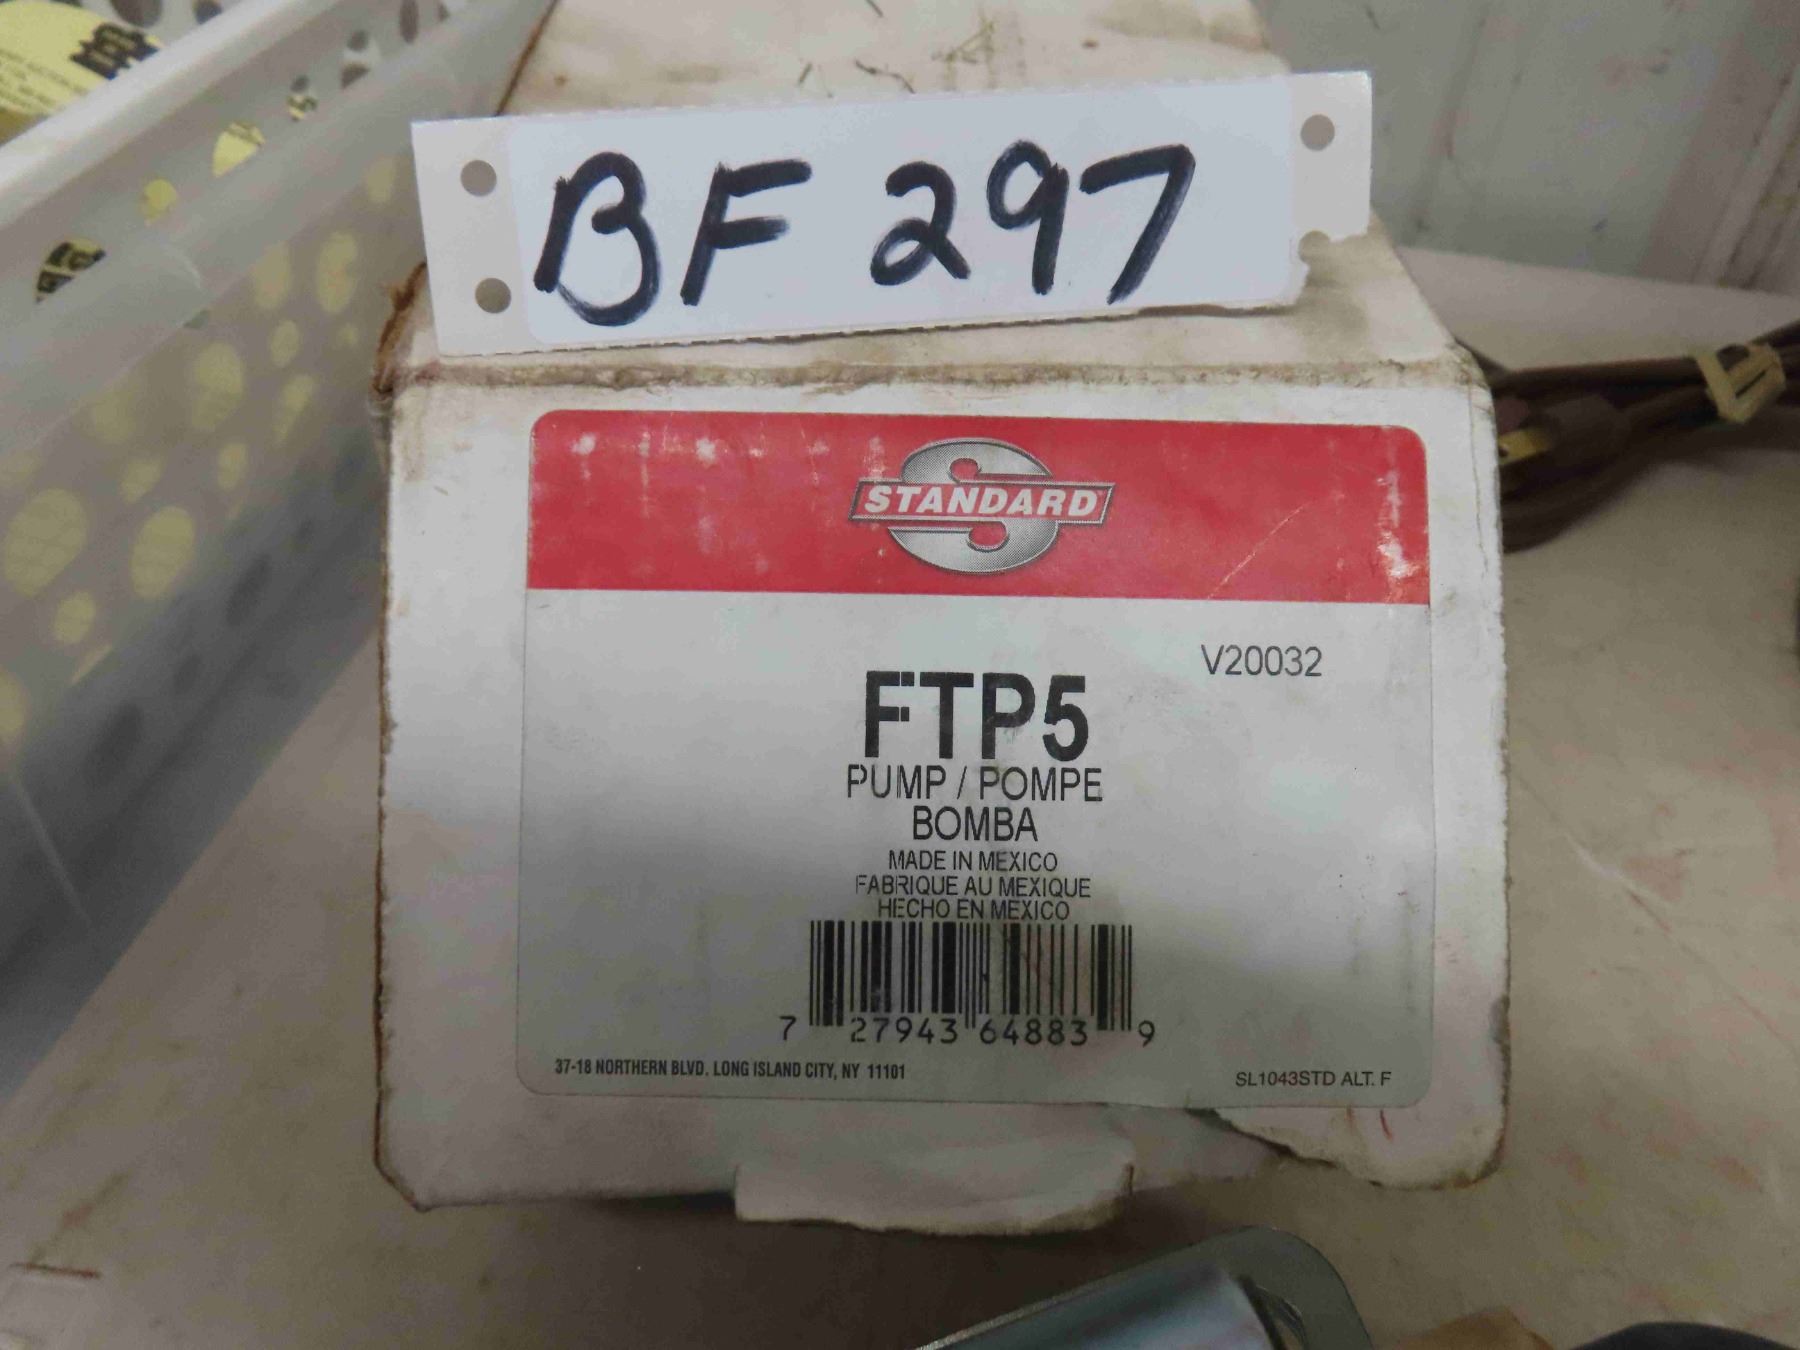 BF 297
STANDARD
V20032
FTP5
PUMP / POMPE
BOMBA
MADE IN MEXICO
FABRIQUE AU MEXIQUE
HECHO EN MEXICO
7 27943 64883 9
37-18 NORTHERN BLVD. LONG ISLAND CITY, NY 11101
SL1043STD ALT. F